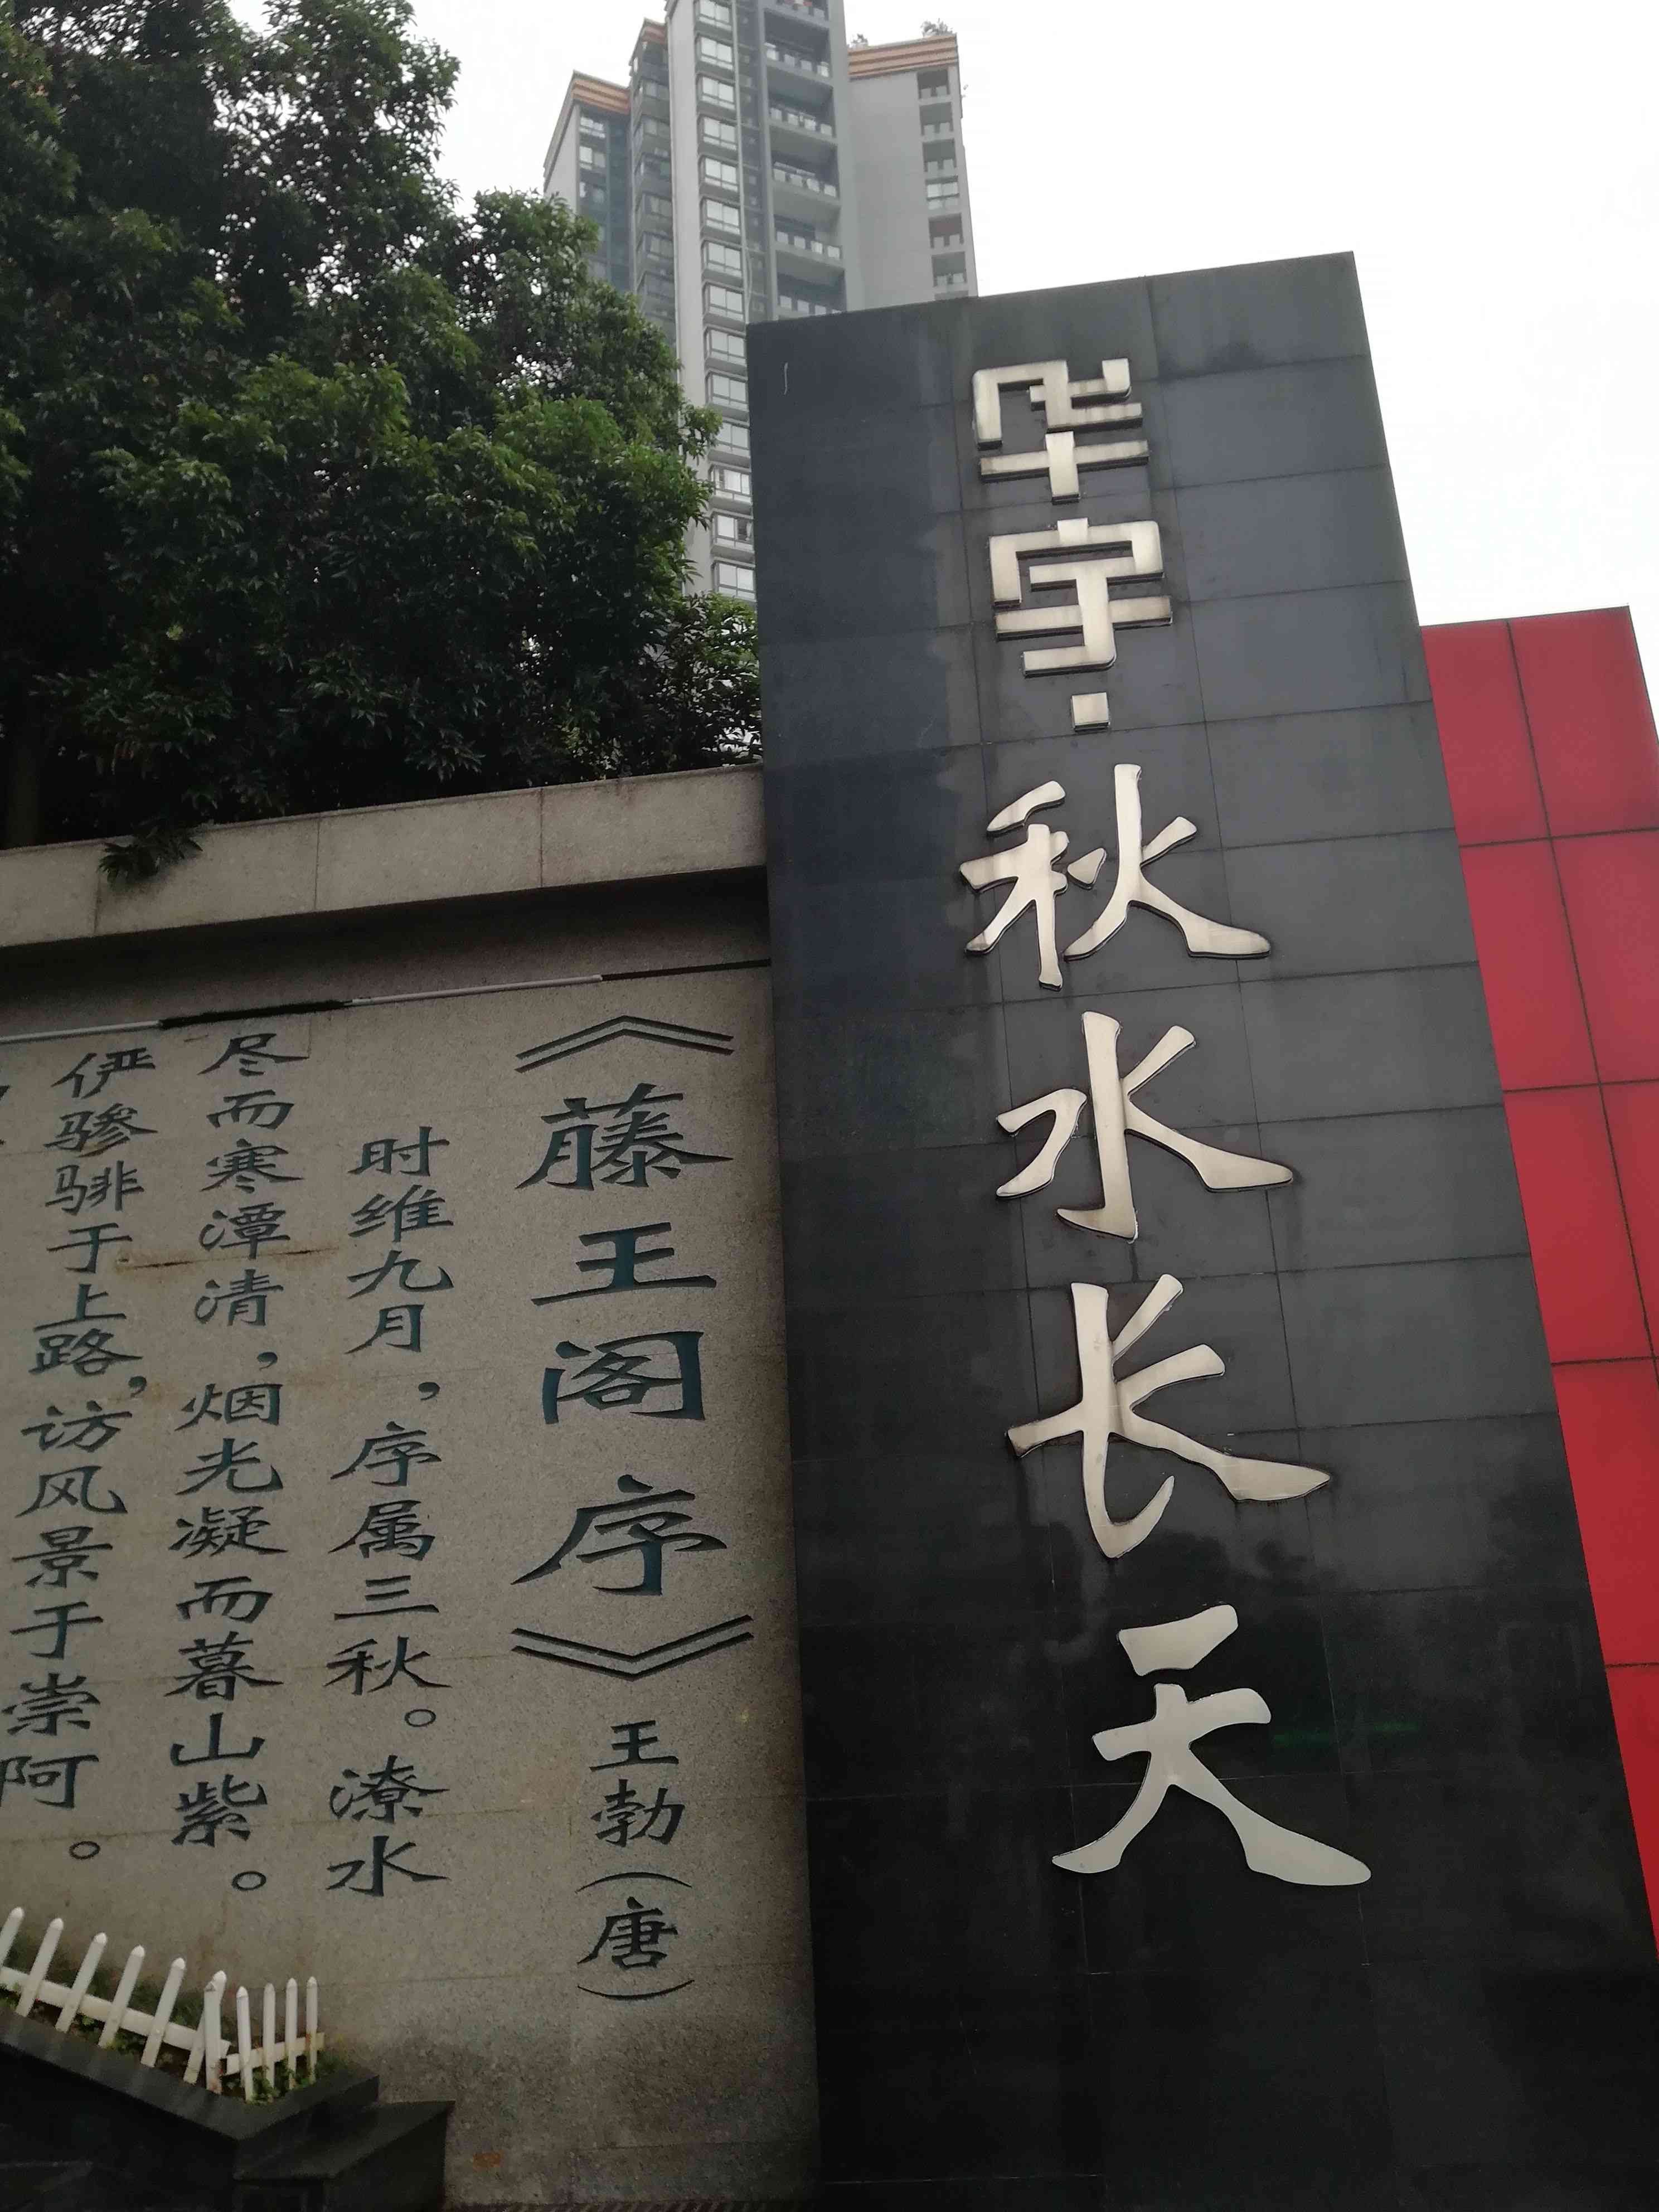 华宇·秋水长天
《藤王阁序》王勃(唐)
时维九月，序属三秋。潦水
尽而寒潭清，烟光凝而暮山紫。
俨骖𬴂于上路，访风景于崇阿。